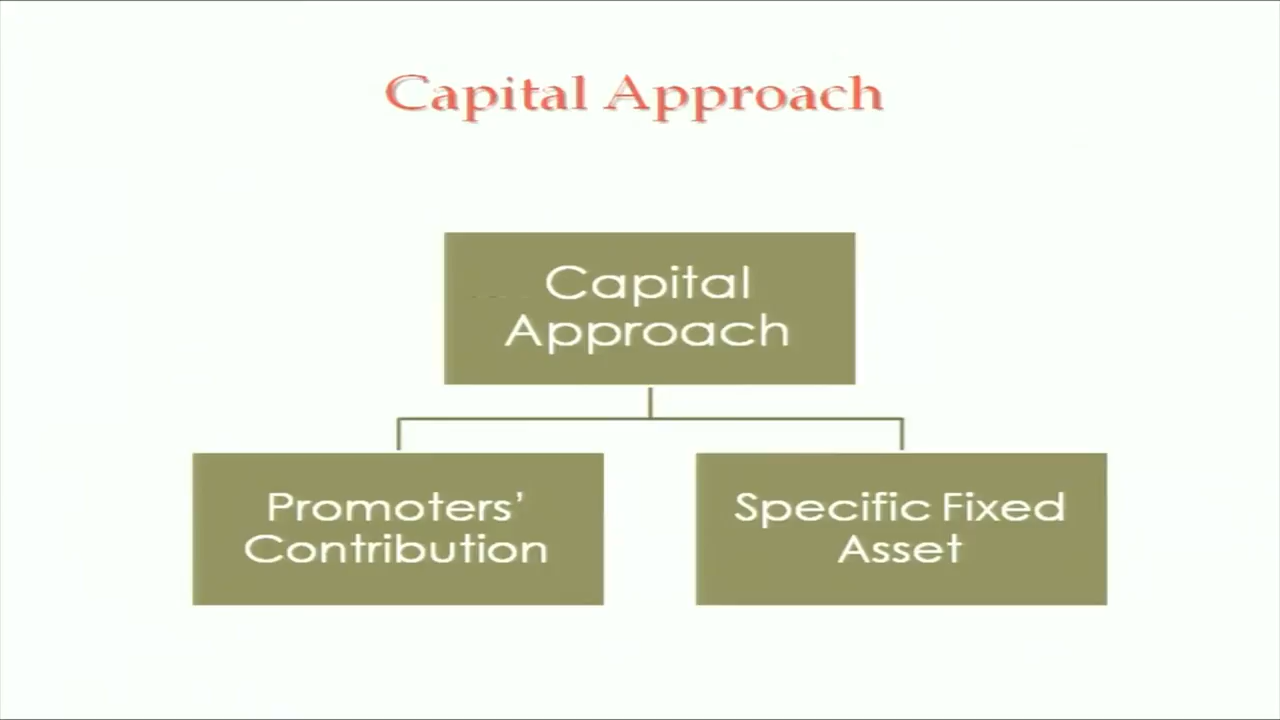 Capital Approach
Capital
Approach
Promoters’
Contribution
Specific Fixed
Asset